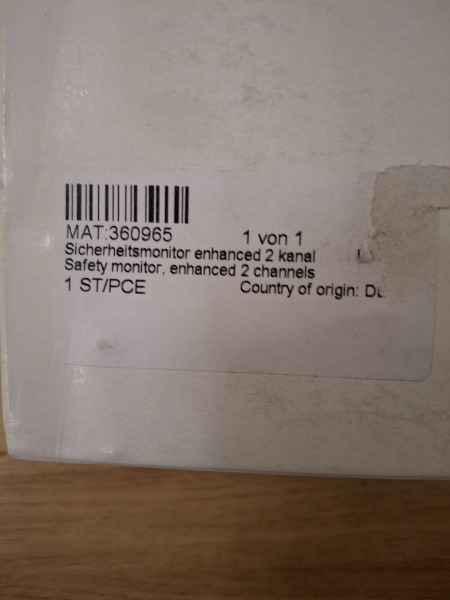 MAT:360965 1 von 1
Sicherheitsmonitor enhanced 2 kanal
Safety monitor, enhanced 2 channels
1 ST/PCE Country of origin: